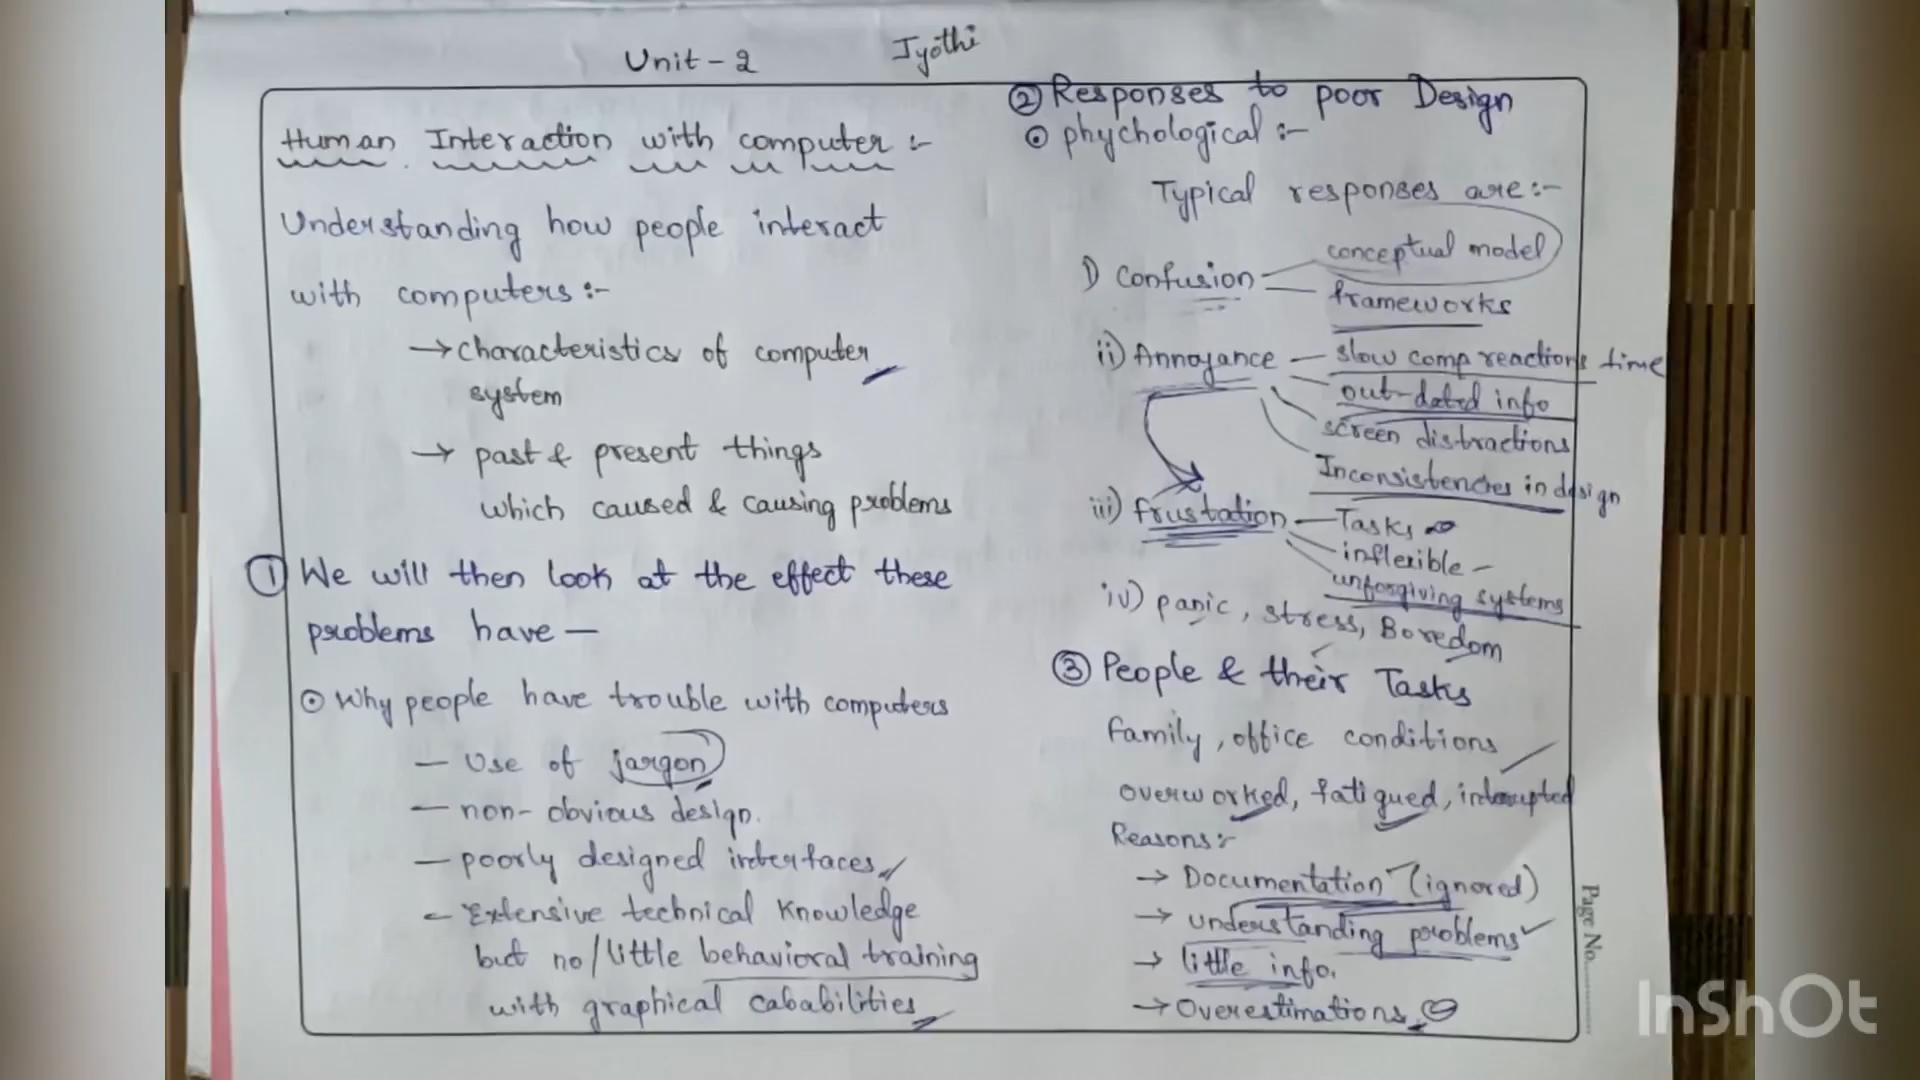 Unit - 2
Jyothi
Human Interaction with computer :-
Understanding how people interact
with computers :-
→ characteristics of computer
system
→ past & present things
which caused & causing problems
① We will then look at the effect these
problems have —
⊙ Why people have trouble with computers
— Use of jargon
— non-obvious design.
— poorly designed interfaces
— Extensive technical knowledge
but no/little behavioral training
with graphical cababilities
② Responses to poor Design
⊙ phychological :-
Typical responses are :-
i) Confusion — conceptual model
frameworks
ii) Annoyance — slow comp reactions time
out-dated info
screen distractions
Inconsistencies in design
iii) frustation — Tasks
inflexible —
unforgiving systems
iv) panic, stress, Boredom
③ People & their Tasks
family, office conditions
overworked, fatigued, interrupted
Reasons :-
→ Documentation (ignored)
→ understanding problems
→ little info.
→ Overestimations
Page No.............
InShOt